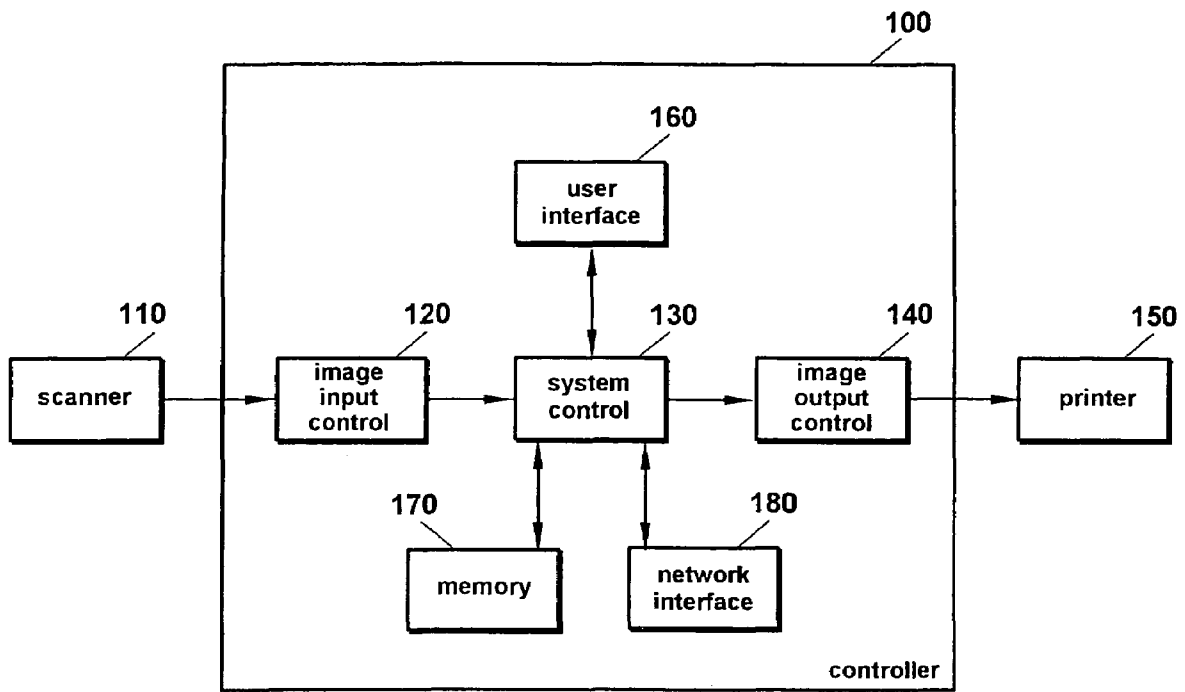 100
160
user
interface
110
120
130
140
150
scanner
image
input
control
system
control
image
output
control
printer
170
180
memory
network
interface
controller